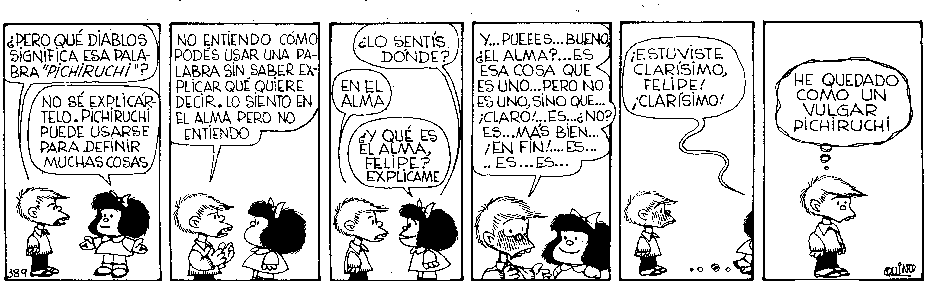 ¿PERO QUÉ DIABLOS
SIGNIFICA ESA PALA-
BRA "PICHIRUCHI"?
NO SÉ EXPLICÁR-
TELO. PICHIRUCHI
PUEDE USARSE
PARA DEFINIR
MUCHAS COSAS
389
NO ENTIENDO CÓMO
PODÉS USAR UNA PA-
LABRA SIN SABER EX-
PLICAR QUÉ QUIERE
DECIR. LO SIENTO EN
EL ALMA PERO NO
ENTIENDO
¿LO SENTÍS
DÓNDE?
EN EL
ALMA
¿Y QUÉ ES
EL ALMA,
FELIPE?
EXPLICAME
Y...PUEEES...BUENO
¿EL ALMA?...ES
ESA COSA QUE
ES UNO...PERO NO
ES UNO, SINO QUE...
¡CLARO!...ES...¿NO?
ES...MÁS BIEN...
¡EN FIN!...ES...
..ES...ES...
¡ESTUVISTE
CLARÍSIMO,
FELIPE!
¡CLARÍSIMO!
HE QUEDADO
COMO UN
VULGAR
PICHIRUCHI
QUINO